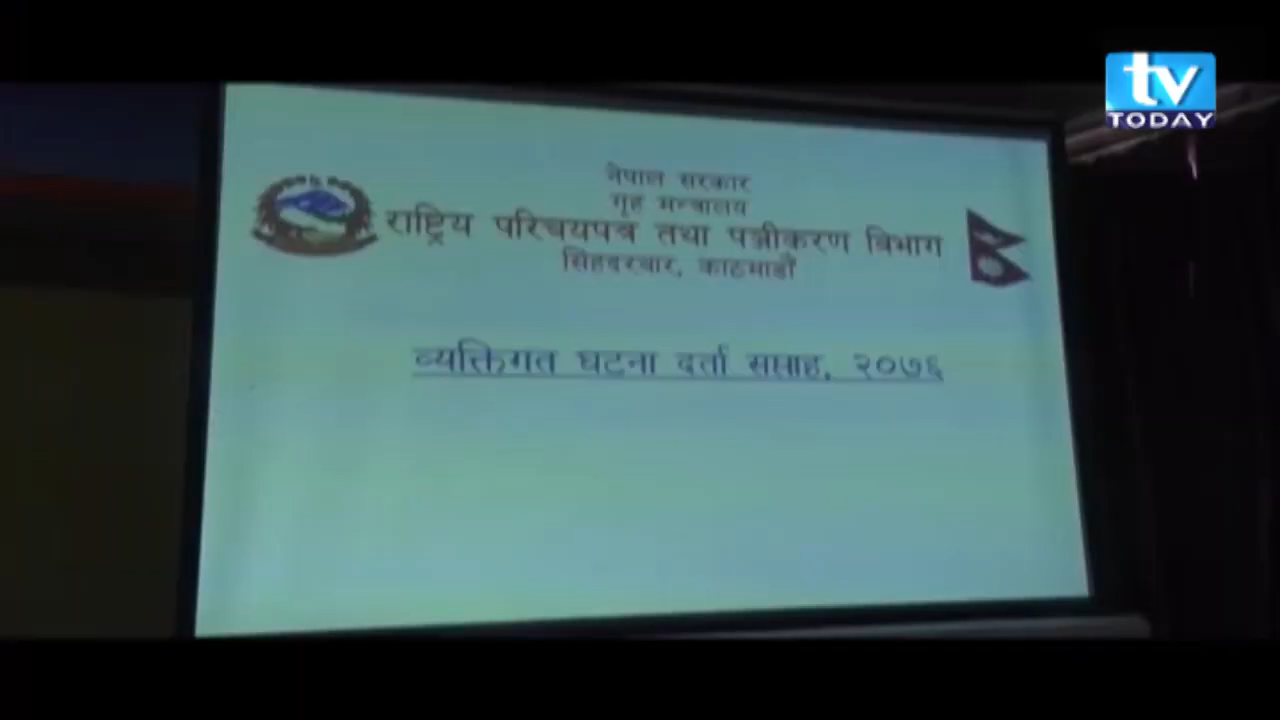 tv
TODAY
नेपाल सरकार
गृह मन्त्रालय
राष्ट्रिय परिचयपत्र तथा पञ्जीकरण विभाग
सिंहदरबार, काठमाडौं
व्यक्तिगत घटना दर्ता सप्ताह, २०७६